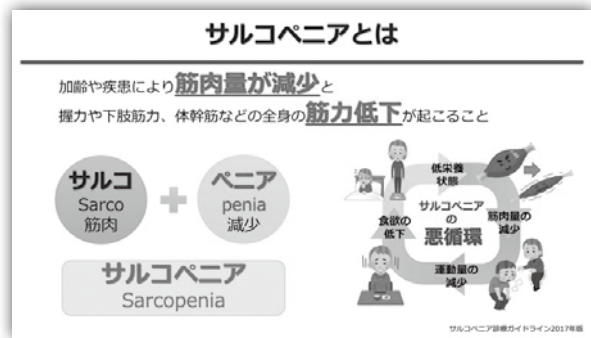 サルコペニアとは
加齢や疾患により筋肉量が減少と
握力や下肢筋力、体幹筋などの全身の筋力低下が起こること
サルコ
Sarco
筋肉
ペニア
penia
減少
サルコペニア
Sarcopenia
低栄養
状態
サルコペニア
の
悪循環
筋肉量の
減少
食欲の
低下
運動量の
減少
サルコペニア診療ガイドライン2017年版